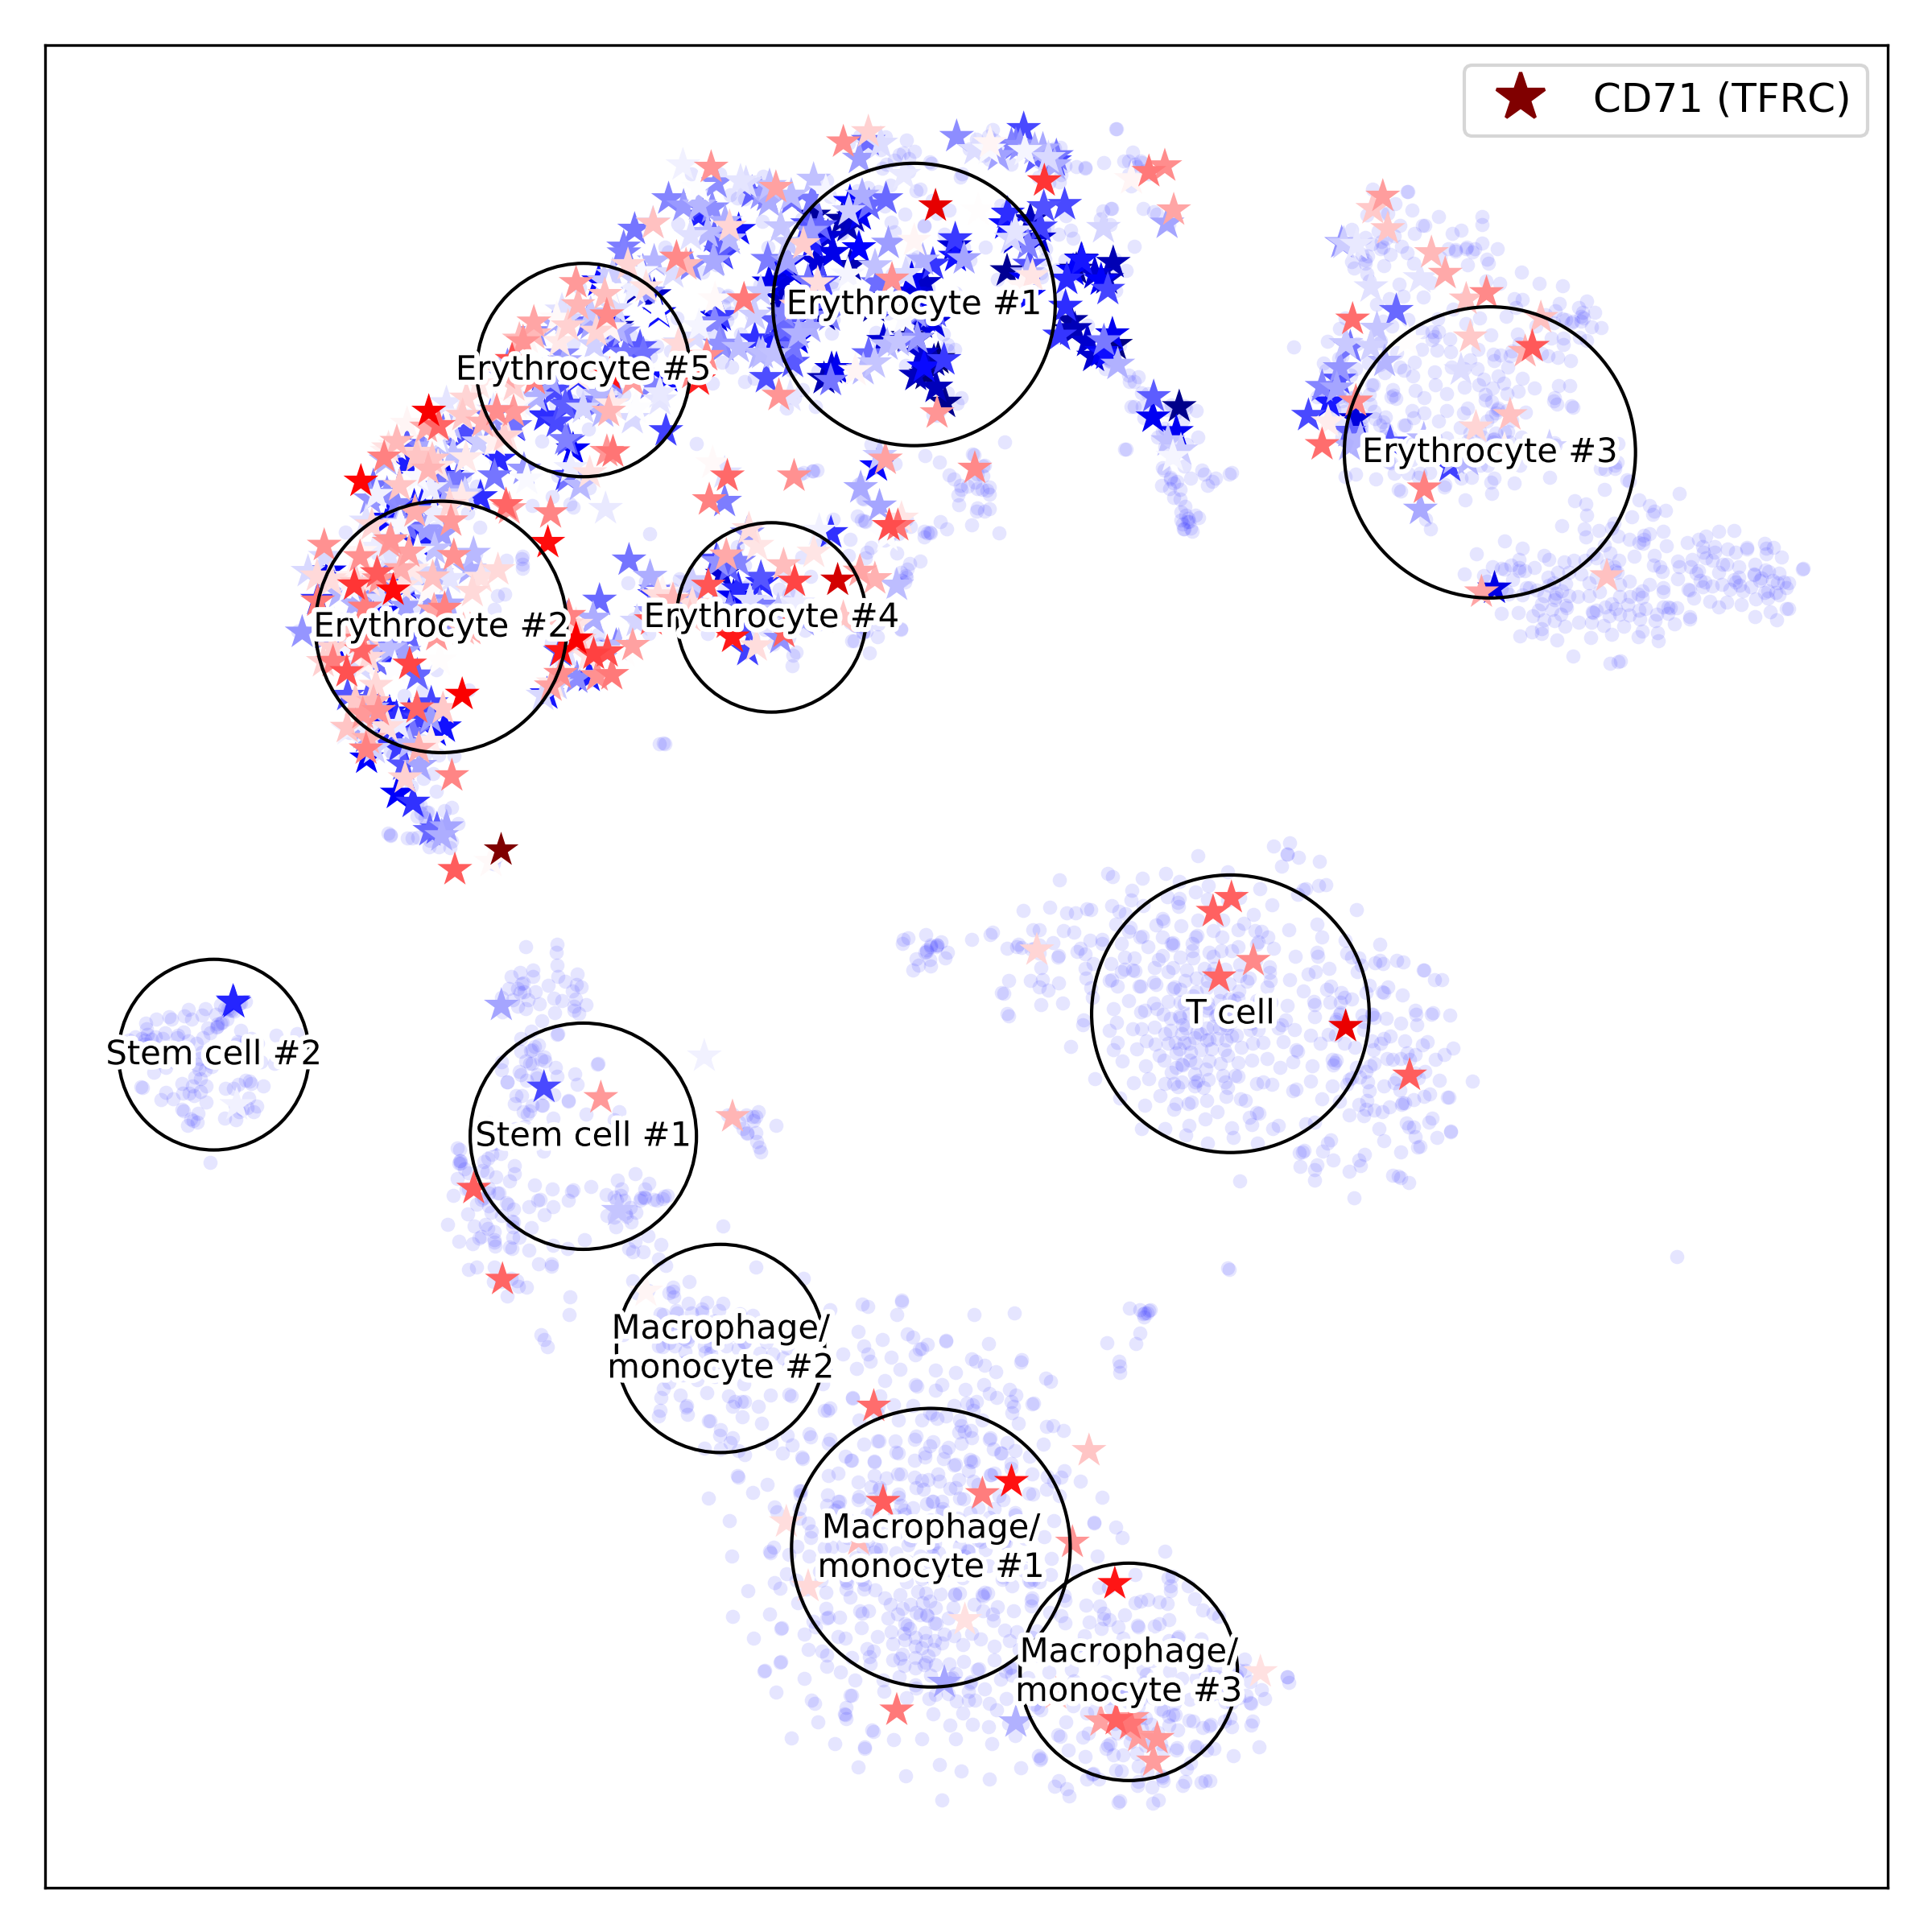 CD71 (TFRC)
Erythrocyte #1
Erythrocyte #5
Erythrocyte #3
Erythrocyte #4
Erythrocyte #2
T cell
Stem cell #2
Stem cell #1
Macrophage/
monocyte #2
Macrophage/
monocyte #1
Macrophage/
monocyte #3